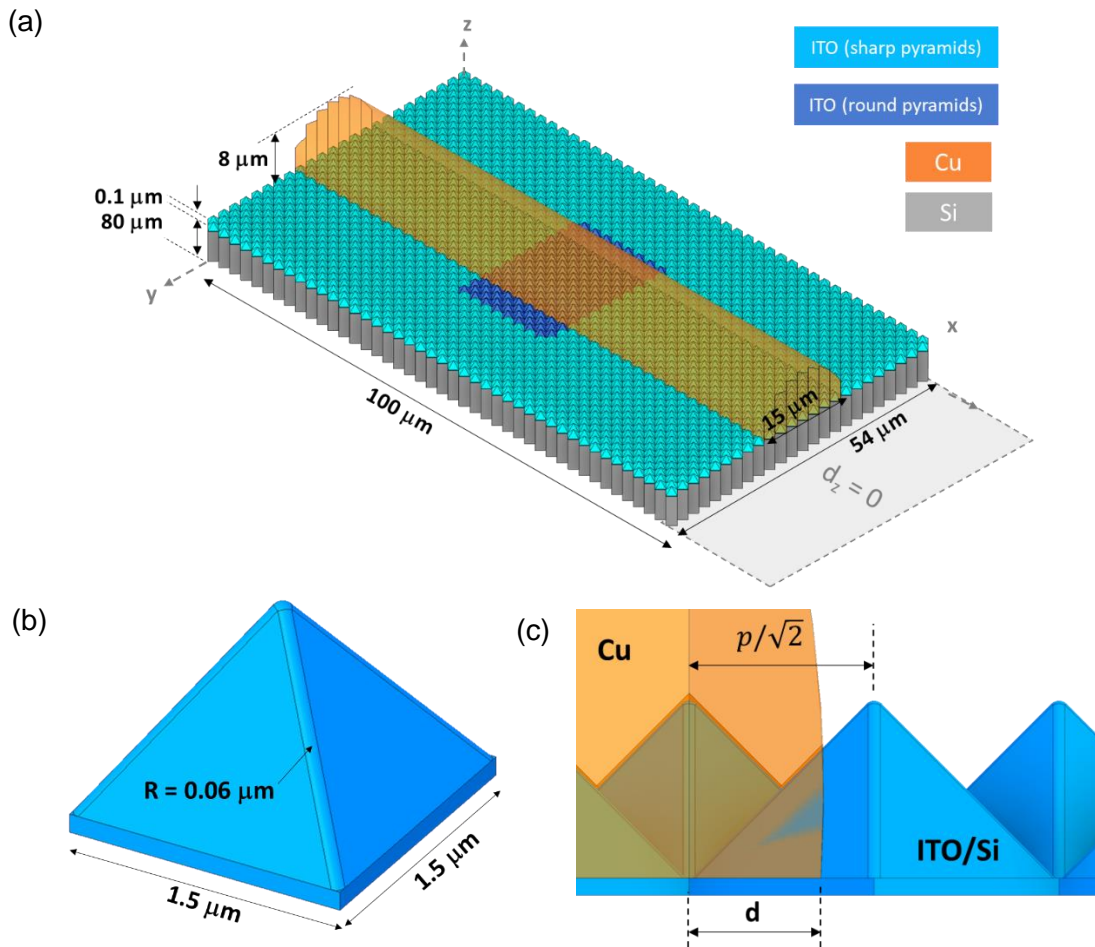 (a)
z
ITO (sharp pyramids)
ITO (round pyramids)
Cu
Si
8 μm
0.1 μm
80 μm
y
x
100 μm
15 μm
54 μm
d_z = 0
(b)
R = 0.06 μm
1.5 μm
1.5 μm
(c)
Cu
p/√2
ITO/Si
d